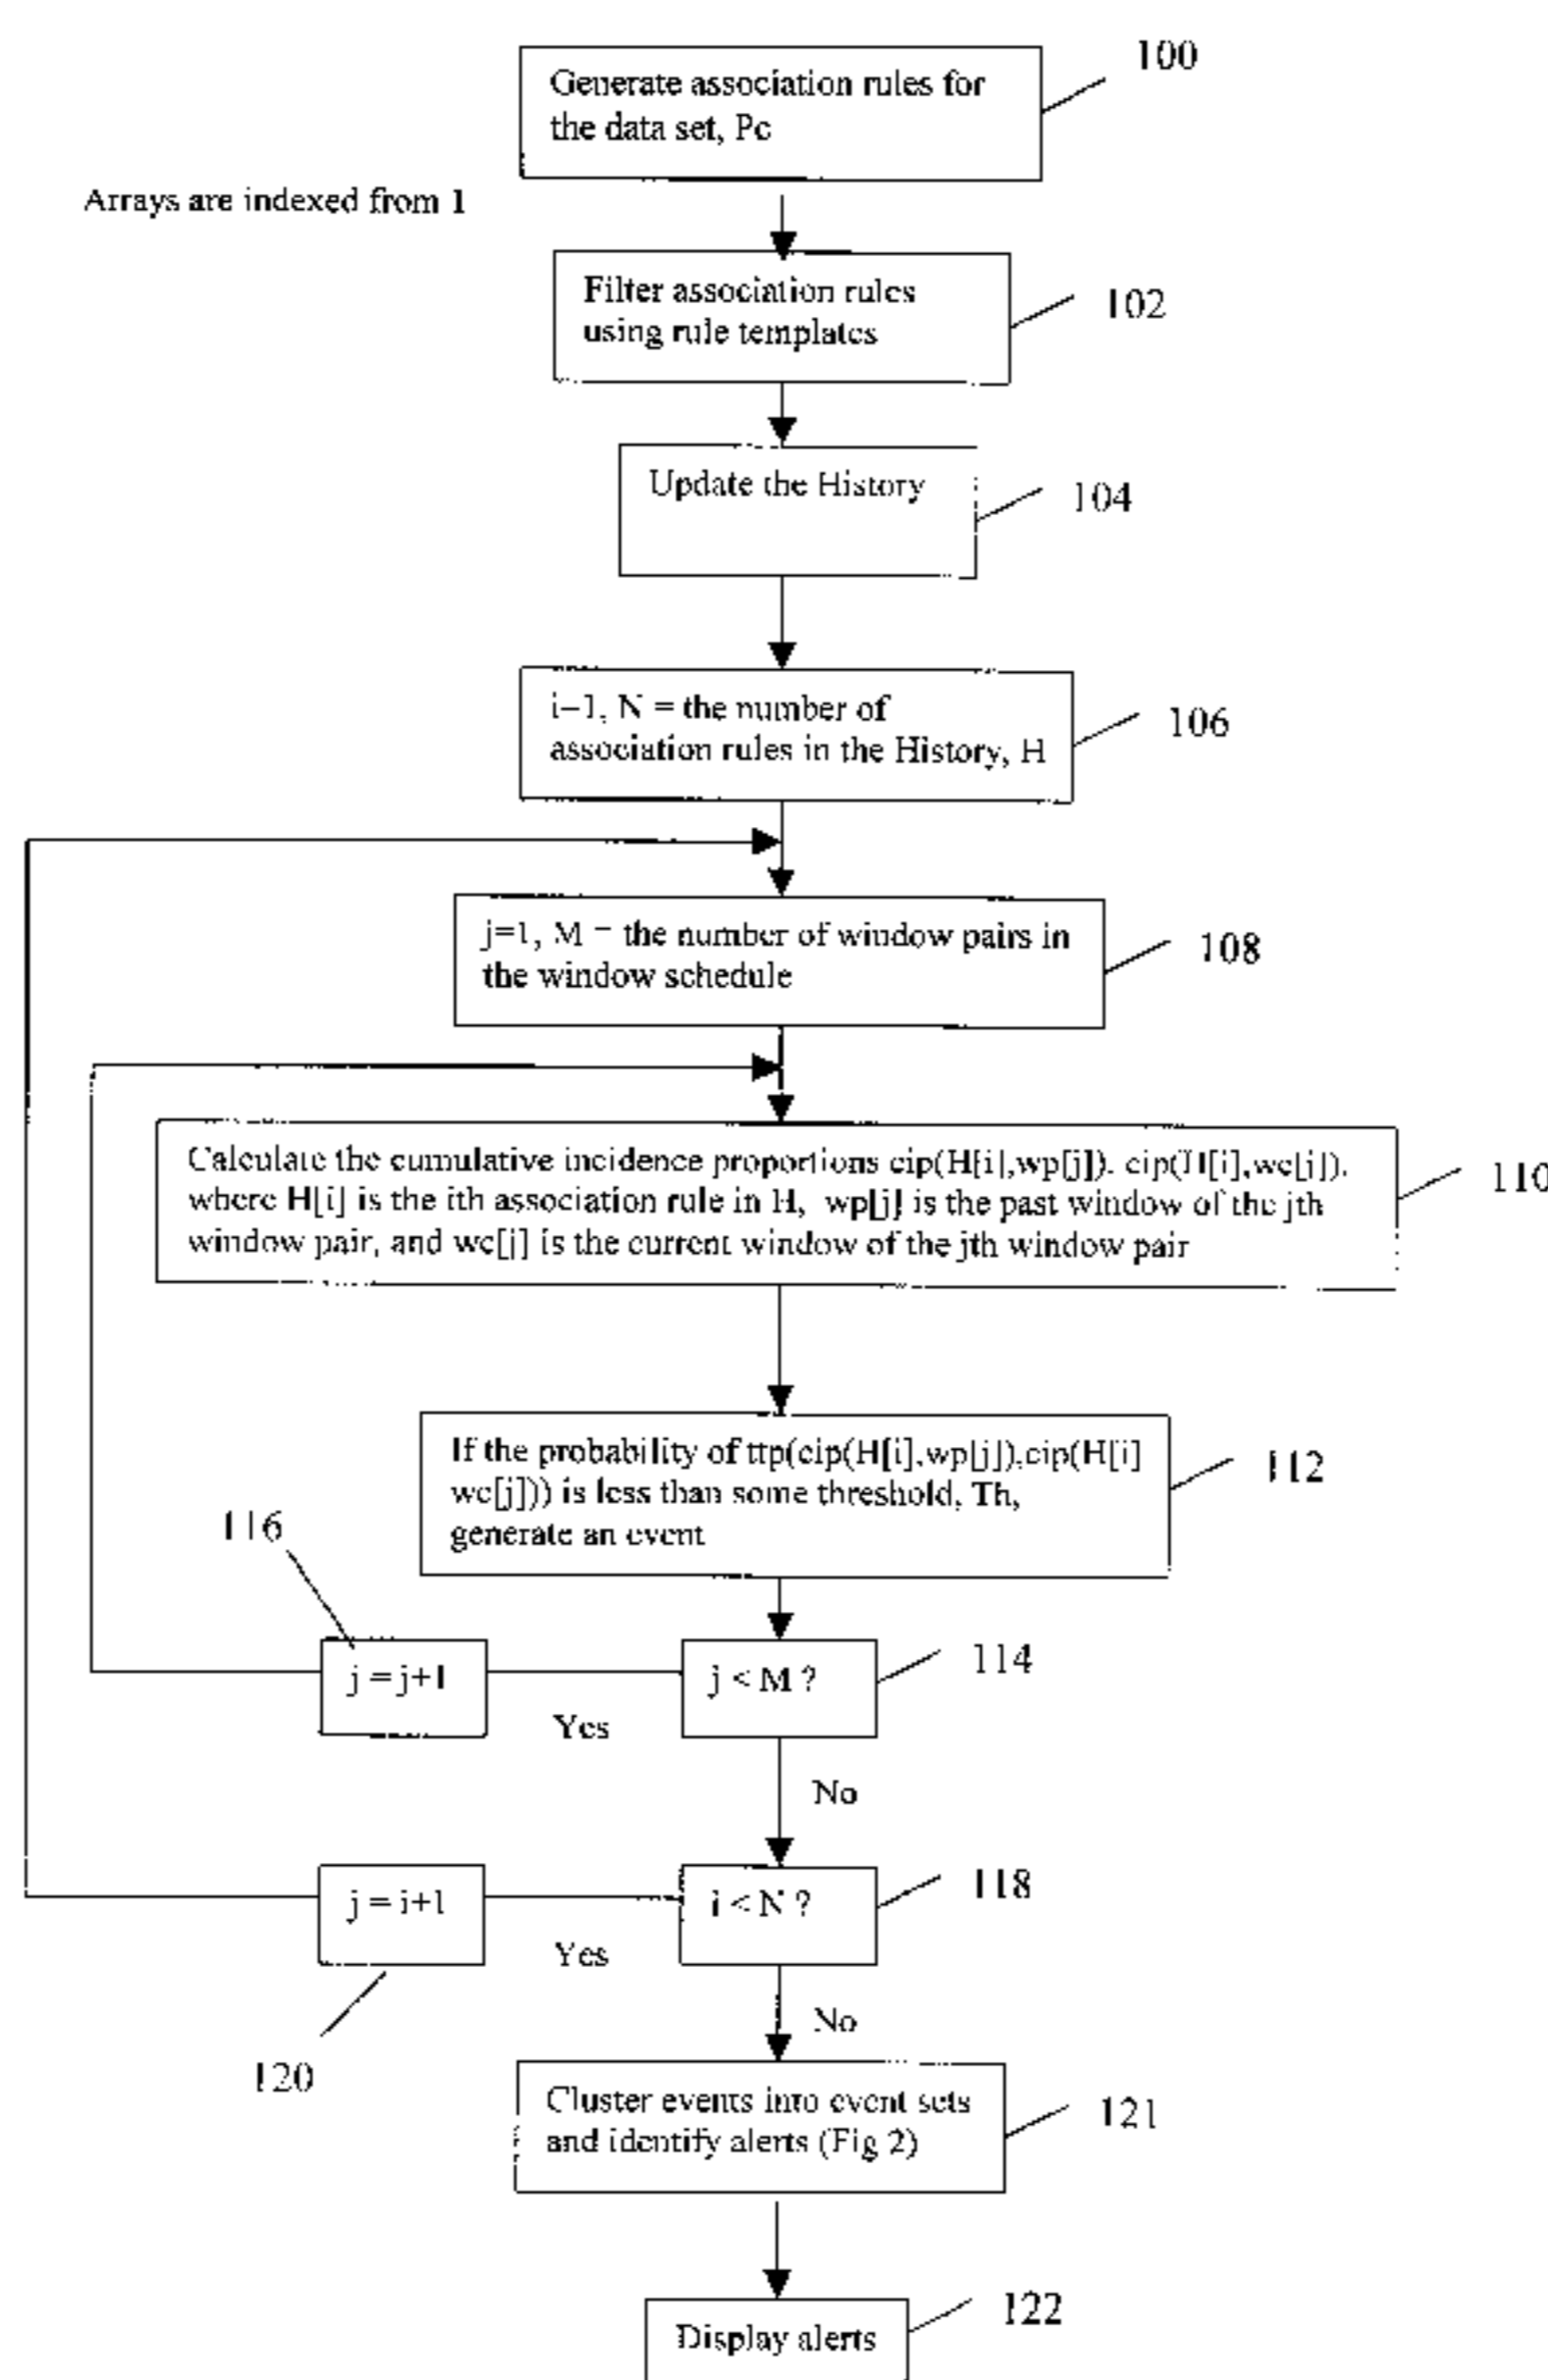 100
Generate association rules for
the data set, Pc
Arrays are indexed from 1
Filter association rules
using rule templates
102
Update the History
104
i=1, N = the number of
association rules in the History, H
106
j=1, M = the number of window pairs in
the window schedule
108
Calculate the cumulative incidence proportions cip(H[i],wp[j]), cip(H[i],wc[j]),
where H[i] is the ith association rule in H, wp[j] is the past window of the jth
window pair, and wc[j] is the current window of the jth window pair
110
If the probability of ttp(cip(H[i],wp[j]),cip(H[i]
wc[j])) is less than some threshold, Th,
generate an event
112
116
j = j+1
Yes
j < M ?
114
No
j = i+1
Yes
i < N ?
118
No
120
Cluster events into event sets
and identify alerts (Fig 2)
121
Display alerts
122